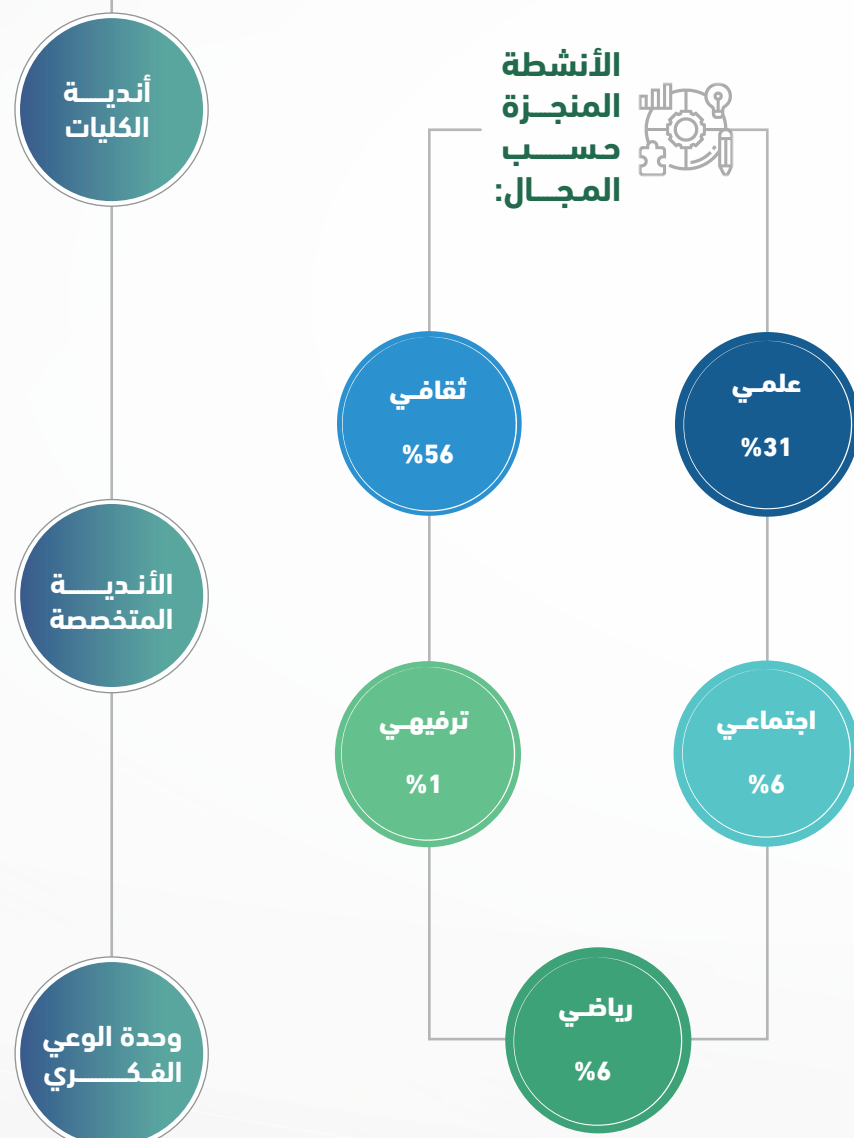 الأنشطة
المنجزة
حسب
المجال:
علمي
%31
ثقافي
%56
اجتماعي
%6
ترفيهي
%1
رياضي
%6
أندية
الكليات
الأندية
المتخصصة
وحدة الوعي
الفكري